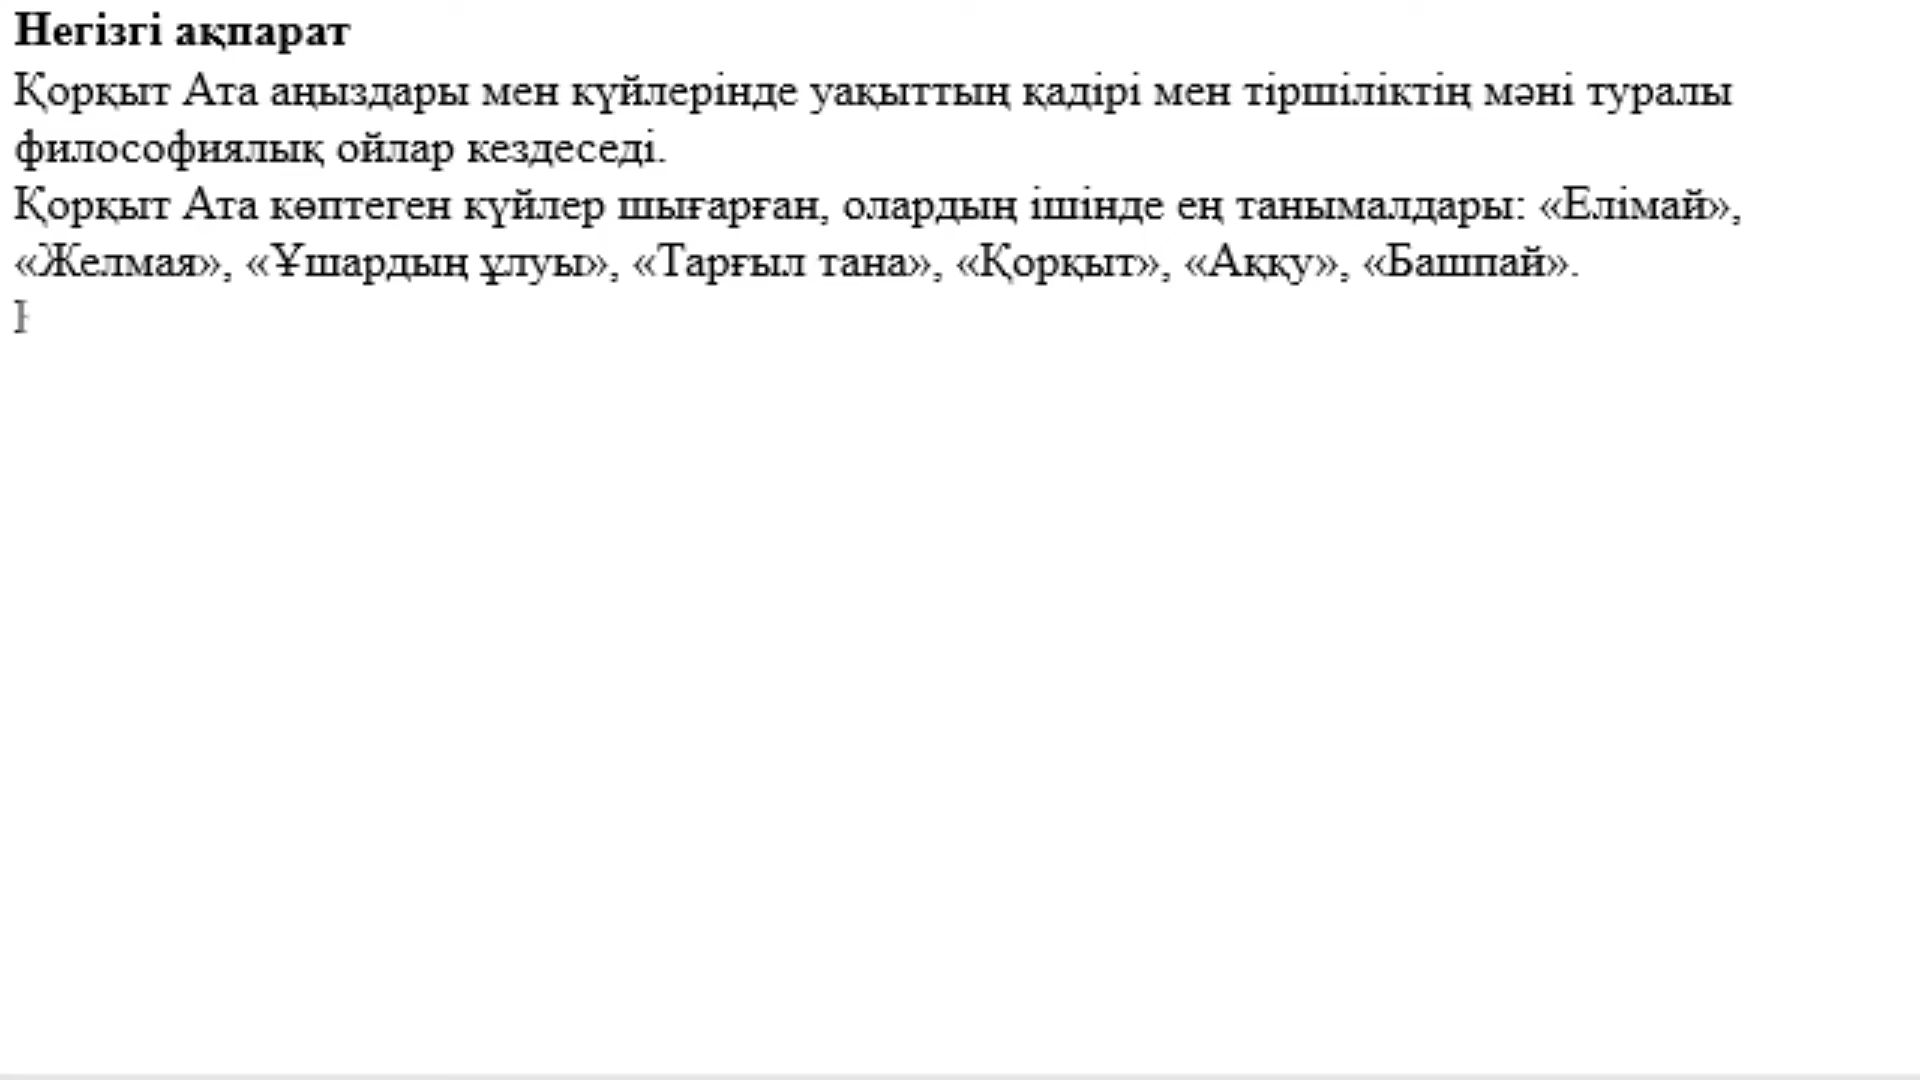 Негізгі ақпарат
Қорқыт Ата аңыздары мен күйлерінде уақыттың қадірі мен тіршіліктің мәні туралы
философиялық ойлар кездеседі.
Қорқыт Ата көптеген күйлер шығарған, олардың ішінде ең танымалдары: «Елімай»,
«Желмая», «Ұшардың ұлуы», «Тарғыл тана», «Қорқыт», «Аққу», «Башпай».